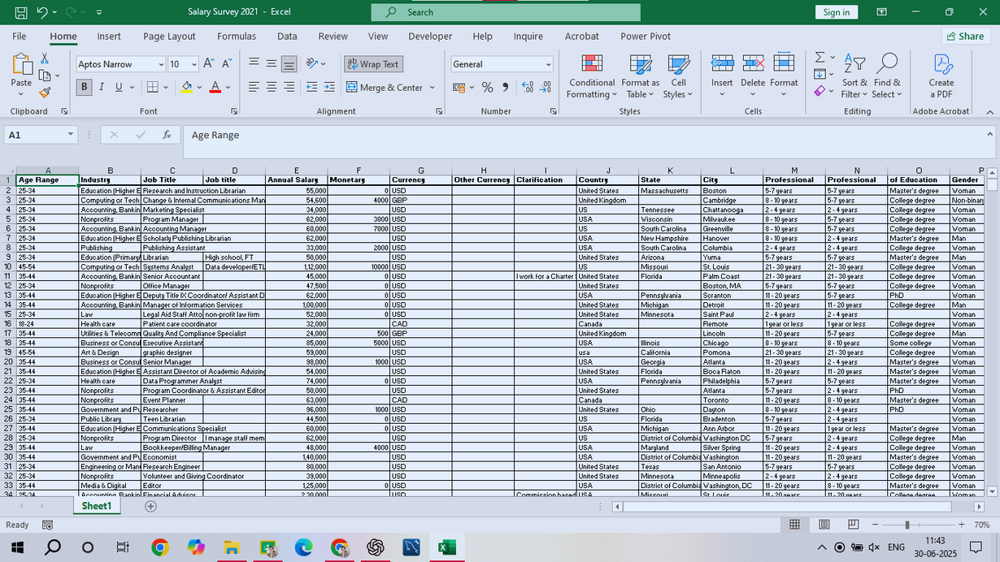 Salary Survey 2021 - Excel
Search
Sign in
File Home Insert Page Layout Formulas Data Review View Developer Help Inquire Acrobat Power Pivot
Share
Aptos Narrow 10 Wrap Text General
Paste B I U Merge & Center
Conditional Formatting Format as Table Cell Styles Insert Delete Format Sort & Filter Find & Select Create a PDF
Clipboard Font Alignment Number Styles Cells Editing Adobe Acrobat
A1 fx Age Range
A B C D E F G H I J K L M N O P
1 Age Range Industry Job Title Job title Annual Salary Monetary Currency Other Currency Clarification Country State City Professional Professional of Education Gender
2 25-34 Education (Higher E Research and Instruction Librarian 55,000 0 USD United States Massachusetts Boston 5-7 years 5-7 years Master's degree Woman
3 25-34 Computing or Tech Change & Internal Communications Man 54,600 4000 GBP United Kingdom Cambridge 8 - 10 years 5-7 years College degree Non-binary
4 25-34 Accounting, Bankin Marketing Specialist 34,000 USD US Tennessee Chattanooga 2 - 4 years 2 - 4 years College degree Woman
5 25-34 Nonprofits Program Manager 62,000 3000 USD USA Wisconsin Milwaukee 8 - 10 years 5-7 years College degree Woman
6 25-34 Accounting, Bankin Accounting Manager 60,000 7000 USD US South Carolina Greenville 8 - 10 years 5-7 years College degree Woman
7 25-34 Education (Higher E Scholarly Publishing Librarian 62,000 USD USA New Hampshire Hanover 8 - 10 years 2 - 4 years Master's degree Man
8 25-34 Publishing Publishing Assistant 33,000 2000 USD USA South Carolina Columbia 2 - 4 years 2 - 4 years College degree Woman
9 25-34 Education (Primary/ Librarian High school, FT 50,000 USD United States Arizona Yuma 5-7 years 5-7 years Master's degree Man
10 45-54 Computing or Tech Systems Analyst Data developer/ETL 1,12,000 10000 USD US Missouri St. Louis 21 - 30 years 21 - 30 years College degree Woman
11 35-44 Accounting, Bankin Senior Accountant 45,000 0 USD I work for a Charter United States Florida Palm Coast 21 - 30 years 21 - 30 years College degree Woman
12 25-34 Nonprofits Office Manager 47,500 0 USD United States Boston, MA 5-7 years 5-7 years College degree Woman
13 35-44 Education (Higher E Deputy Title IX Coordinator/ Assistant D 62,000 0 USD USA Pennsylvania Scranton 11 - 20 years 5-7 years PhD Woman
14 35-44 Accounting, Bankin Manager of Information Services 1,00,000 0 USD United States Michigan Detroit 11 - 20 years 11 - 20 years College degree Man
15 25-34 Law Legal Aid Staff Atto non-profit law firm 52,000 0 USD United States Minnesota Saint Paul 2 - 4 years 2 - 4 years Woman
16 18-24 Health care Patient care coordinator 32,000 CAD Canada Remote 1 year or less 1 year or less College degree Woman
17 35-44 Utilities & Telecomm Quality And Compliance Specialist 24,000 500 GBP United Kingdom Lincoln 11 - 20 years 5-7 years College degree Man
18 35-44 Business or Consul Executive Assistant 85,000 5000 USD USA Illinois Chicago 8 - 10 years 8 - 10 years Some college Woman
19 45-54 Art & Design graphic designer 59,000 USD usa California Pomona 21 - 30 years 21 - 30 years College degree Woman
20 35-44 Business or Consul Senior Manager 98,000 1000 USD USA Georgia Atlanta 11 - 20 years 11 - 20 years College degree Woman
21 35-44 Education (Higher E Assistant Director of Academic Advising 54,000 USD United States Florida Boca Raton 11 - 20 years 11 - 20 years Master's degree Woman
22 25-34 Health care Data Programmer Analyst 74,000 0 USD USA Pennsylvania Philadelphia 5-7 years 5-7 years Master's degree Woman
23 35-44 Nonprofits Program Coordinator & Assistant Editor 50,000 0 USD United States Atlanta 5-7 years 2 - 4 years PhD Woman
24 35-44 Nonprofits Event Planner 63,000 CAD Canada Toronto 11 - 20 years 8 - 10 years Master's degree Woman
25 35-44 Government and Pu Researcher 96,000 1000 USD United States Ohio Dayton 8 - 10 years 2 - 4 years PhD Woman
26 25-34 Public Library Teen Librarian 44,500 USD US Florida Bradenton 5-7 years 2 - 4 years Woman
27 35-44 Education (Higher E Communications Specialist 60,000 0 USD USA Michigan Ann Arbor 11 - 20 years 1 year or less Master's degree Woman
28 25-34 Nonprofits Program Director I manage staff mem 62,000 USD US District of Columbia Washington DC 5-7 years 2 - 4 years Master's degree Woman
29 35-44 Law Bookkeeper/Billing Manager 48,000 4000 USD USA Maryland Silver Spring 11 - 20 years 2 - 4 years College degree Woman
30 35-44 Government and Pu Economist 1,40,000 USD USA District of Columbia Washington 11 - 20 years 11 - 20 years Master's degree Woman
31 25-34 Engineering or Man Research Engineer 80,000 USD United States Texas San Antonio 5-7 years 5-7 years College degree Woman
32 25-34 Nonprofits Volunteer and Giving Coordinator 39,000 USD United States Minnesota Minneapolis 2 - 4 years 2 - 4 years College degree Woman
33 35-44 Media & Digital Editor 1,25,000 0 USD USA District of Columbia Washington, DC 11 - 20 years 8 - 10 years Master's degree Woman
34 25-34 Accounting, Bankin Financial Advisor 2,30,000 USD Commission based USA Missouri St. Louis 11 - 20 years 11 - 20 years College degree Woman
Sheet1
Ready 70%
ENG 11:43
30-06-2025